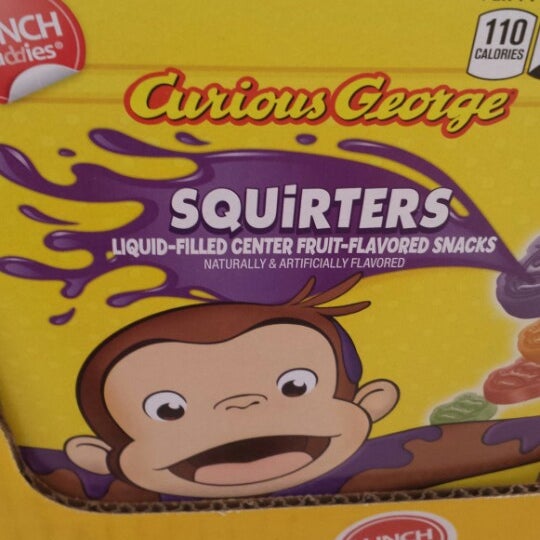 110
CALORIES
Curious George
SQUiRTERS
LIQUID-FILLED CENTER FRUIT-FLAVORED SNACKS
NATURALLY & ARTIFICIALLY FLAVORED